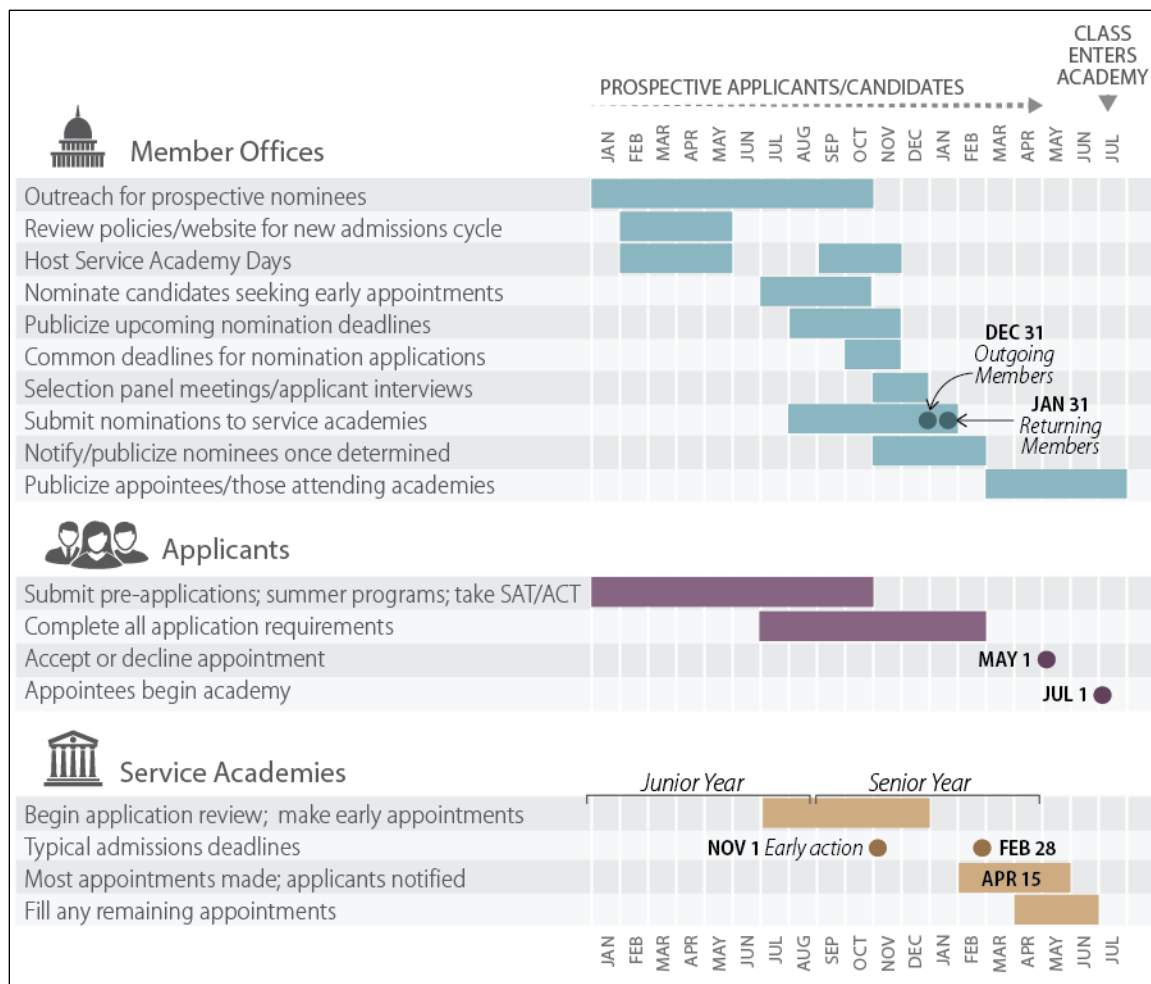 CLASS
ENTERS
ACADEMY
PROSPECTIVE APPLICANTS/CANDIDATES
JAN FEB MAR APR MAY JUN JUL AUG SEP OCT NOV DEC JAN FEB MAR APR MAY JUN JUL
Member Offices
Outreach for prospective nominees
Review policies/website for new admissions cycle
Host Service Academy Days
Nominate candidates seeking early appointments
Publicize upcoming nomination deadlines
Common deadlines for nomination applications
Selection panel meetings/applicant interviews
Submit nominations to service academies
Notify/publicize nominees once determined
Publicize appointees/those attending academies
DEC 31
Outgoing
Members
JAN 31
Returning
Members
Applicants
Submit pre-applications; summer programs; take SAT/ACT
Complete all application requirements
Accept or decline appointment
MAY 1
Appointees begin academy
JUL 1
Service Academies
Junior Year
Senior Year
Begin application review; make early appointments
Typical admissions deadlines
NOV 1 Early action
FEB 28
Most appointments made; applicants notified
APR 15
Fill any remaining appointments
JAN FEB MAR APR MAY JUN JUL AUG SEP OCT NOV DEC JAN FEB MAR APR MAY JUN JUL